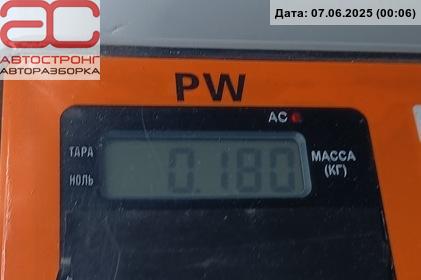 Дата: 07.06.2025 (00:06)
АС
АВТОСТРОНГ
АВТОРАЗБОРКА
PW
AC
ТАРА
НОЛЬ
0.180
МАССА
(КГ)